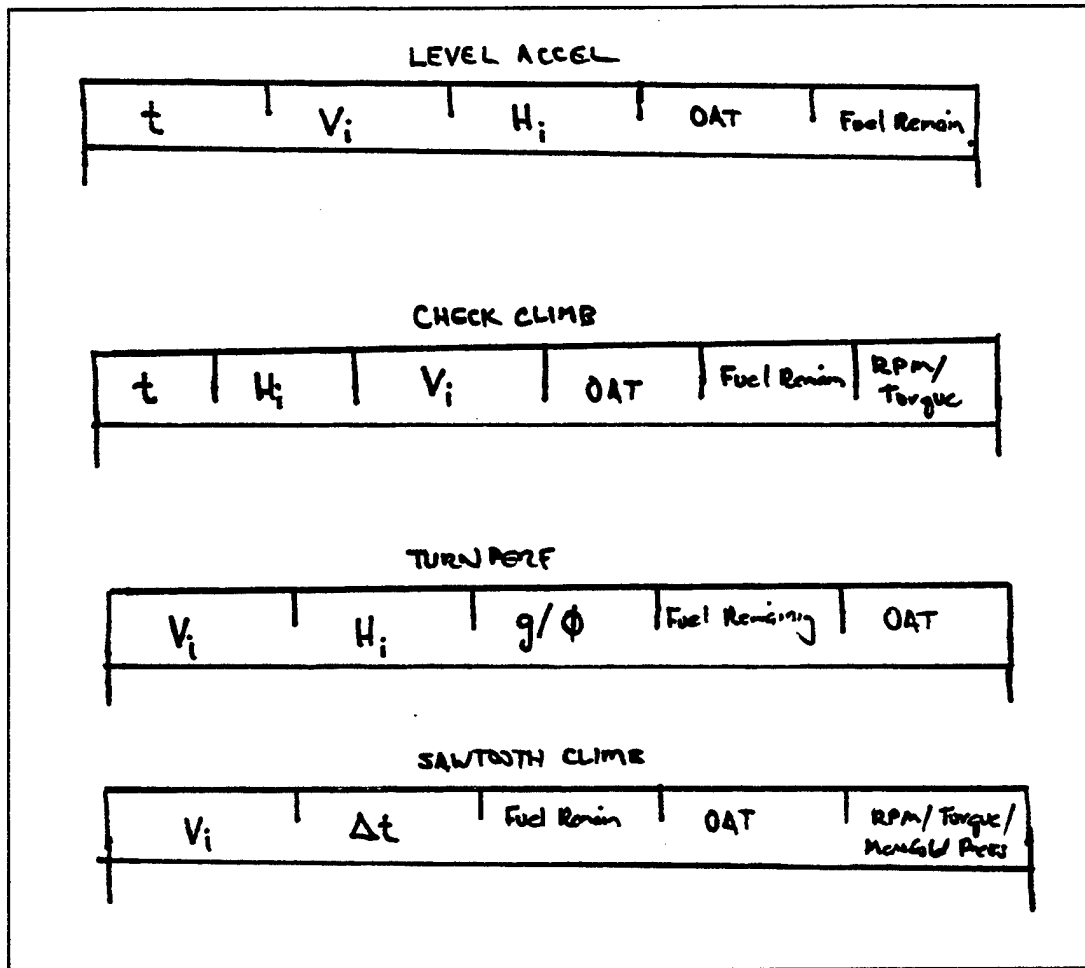 LEVEL ACCEL
t Vi Hi OAT Fuel Remain
CHECK CLIMB
t Hi Vi OAT Fuel Remain RPM/
Torque
TURN PERF
Vi Hi g/Φ Fuel Remaining OAT
SAWTOOTH CLIMB
Vi Δt Fuel Remain OAT RPM/Torque/
Manifold Press